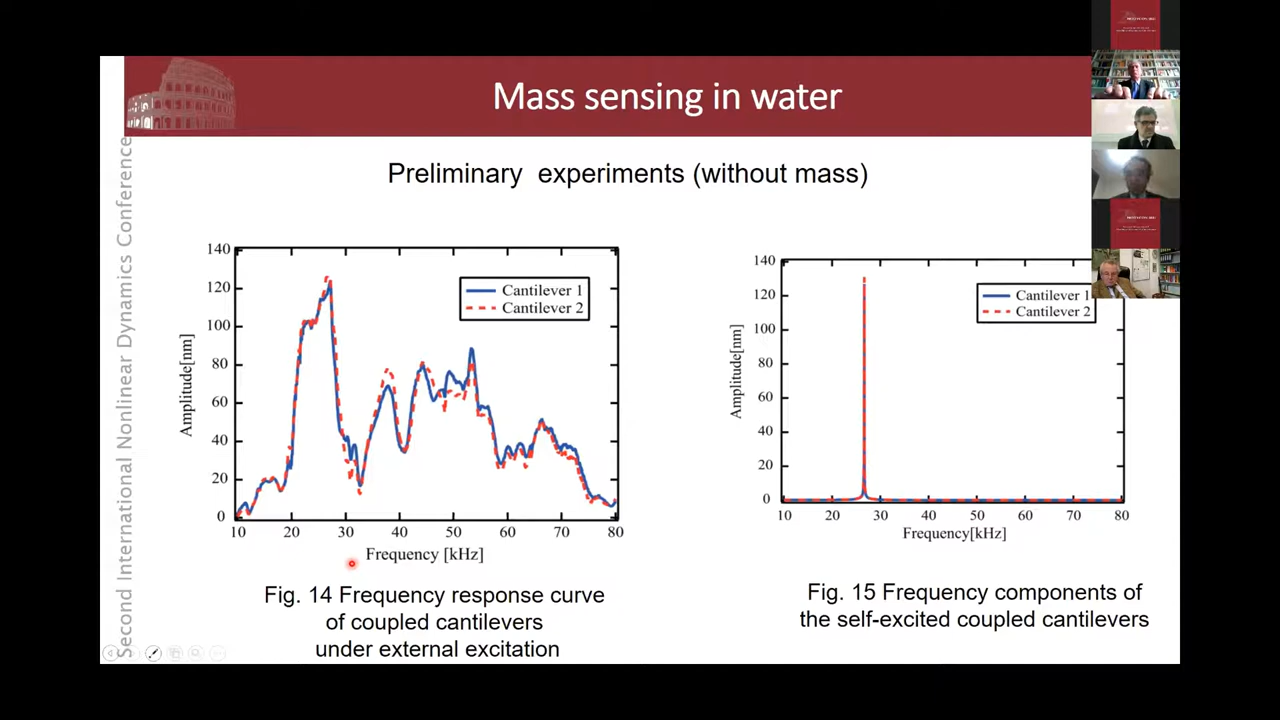 Mass sensing in water
Second International Nonlinear Dynamics Conference
Preliminary experiments (without mass)
140
120
100
80
60
40
20
0
Amplitude[nm]
Cantilever 1
Cantilever 2
10 20 30 40 50 60 70 80
Frequency [kHz]
Fig. 14 Frequency response curve
of coupled cantilevers
under external excitation
140
120
100
80
60
40
20
0
Amplitude[nm]
Cantilever 1
Cantilever 2
10 20 30 40 50 60 70 80
Frequency[kHz]
Fig. 15 Frequency components of
the self-excited coupled cantilevers